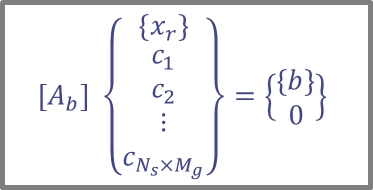 [A_b] { {x_r} c_1 c_2 ⋮ c_{N_s×M_g} } = { {b} 0 }